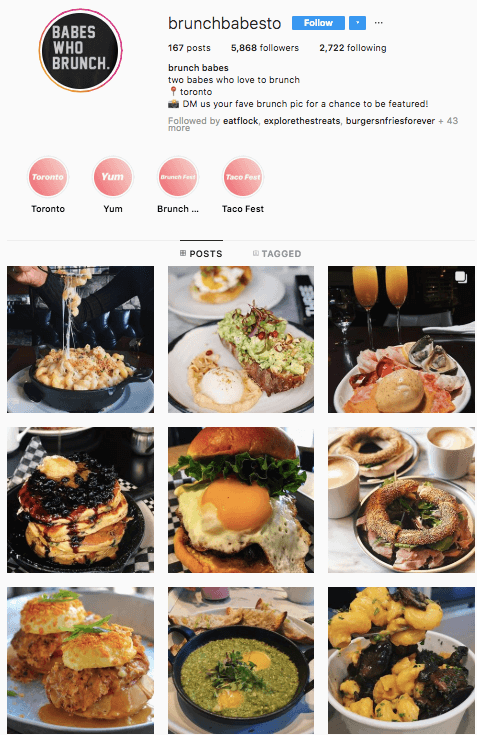 BABES
WHO
BRUNCH.
brunchbabesto Follow ...
167 posts 5,868 followers 2,722 following
brunch babes
two babes who love to brunch
📍toronto
📸 DM us your fave brunch pic for a chance to be featured!
Followed by eatflock, explorethestreats, burgersnfriesforever + 43
more
Toronto Yum Brunch Fest Taco Fest
Toronto Yum Brunch ... Taco Fest
POSTS TAGGED